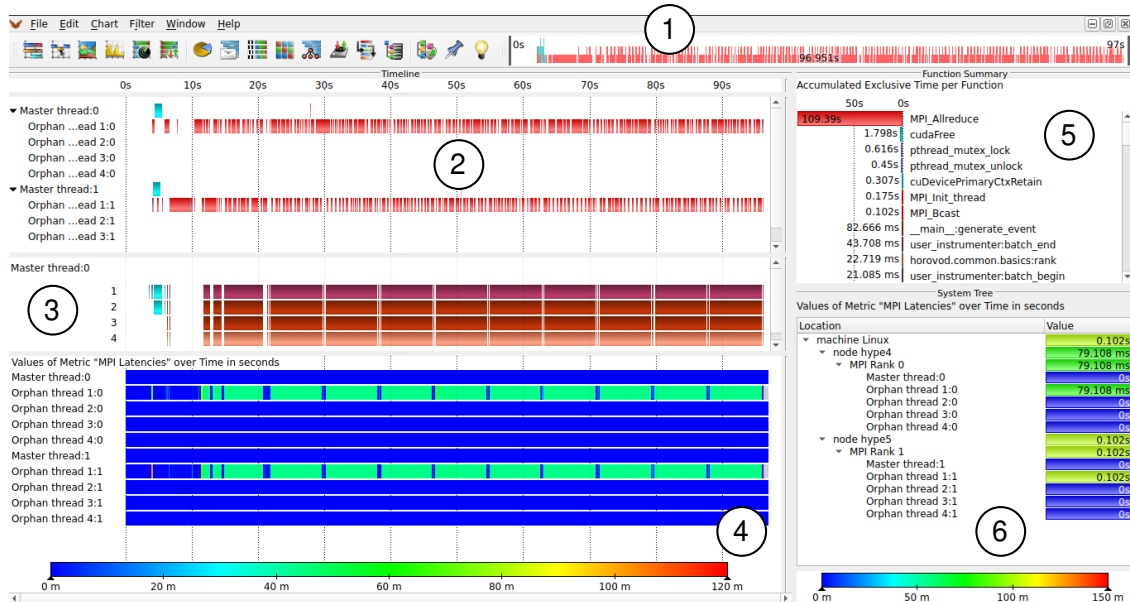 File Edit Chart Filter Window Help
0s 97s
96.951s
1
Timeline
0s 10s 20s 30s 40s 50s 60s 70s 80s 90s
Master thread:0
Orphan ...ead 1:0
Orphan ...ead 2:0
Orphan ...ead 3:0
Orphan ...ead 4:0
Master thread:1
Orphan ...ead 1:1
Orphan ...ead 2:1
Orphan ...ead 3:1
2
Master thread:0
1
2
3
4
3
Values of Metric "MPI Latencies" over Time in seconds
Master thread:0
Orphan thread 1:0
Orphan thread 2:0
Orphan thread 3:0
Orphan thread 4:0
Master thread:1
Orphan thread 1:1
Orphan thread 2:1
Orphan thread 3:1
Orphan thread 4:1
4
0 m 20 m 40 m 60 m 80 m 100 m 120 m
Function Summary
Accumulated Exclusive Time per Function
50s 0s
109.39s MPI_Allreduce
1.798s cudaFree
0.616s pthread_mutex_lock
0.45s pthread_mutex_unlock
0.307s cuDevicePrimaryCtxRetain
0.175s MPI_Init_thread
0.102s MPI_Bcast
82.666 ms __main__:generate_event
43.708 ms user_instrumenter:batch_end
22.719 ms horovod.common.basics:rank
21.085 ms user_instrumenter:batch_begin
5
System Tree
Values of Metric "MPI Latencies" over Time in seconds
Location Value
machine Linux 0.102s
node hype4 79.108 ms
MPI Rank 0 79.108 ms
Master thread:0 0s
Orphan thread 1:0 79.108 ms
Orphan thread 2:0 0s
Orphan thread 3:0 0s
Orphan thread 4:0 0s
node hype5 0.102s
MPI Rank 1 0.102s
Master thread:1 0s
Orphan thread 1:1 0.102s
Orphan thread 2:1 0s
Orphan thread 3:1 0s
Orphan thread 4:1 0s
6
0 m 50 m 100 m 150 m